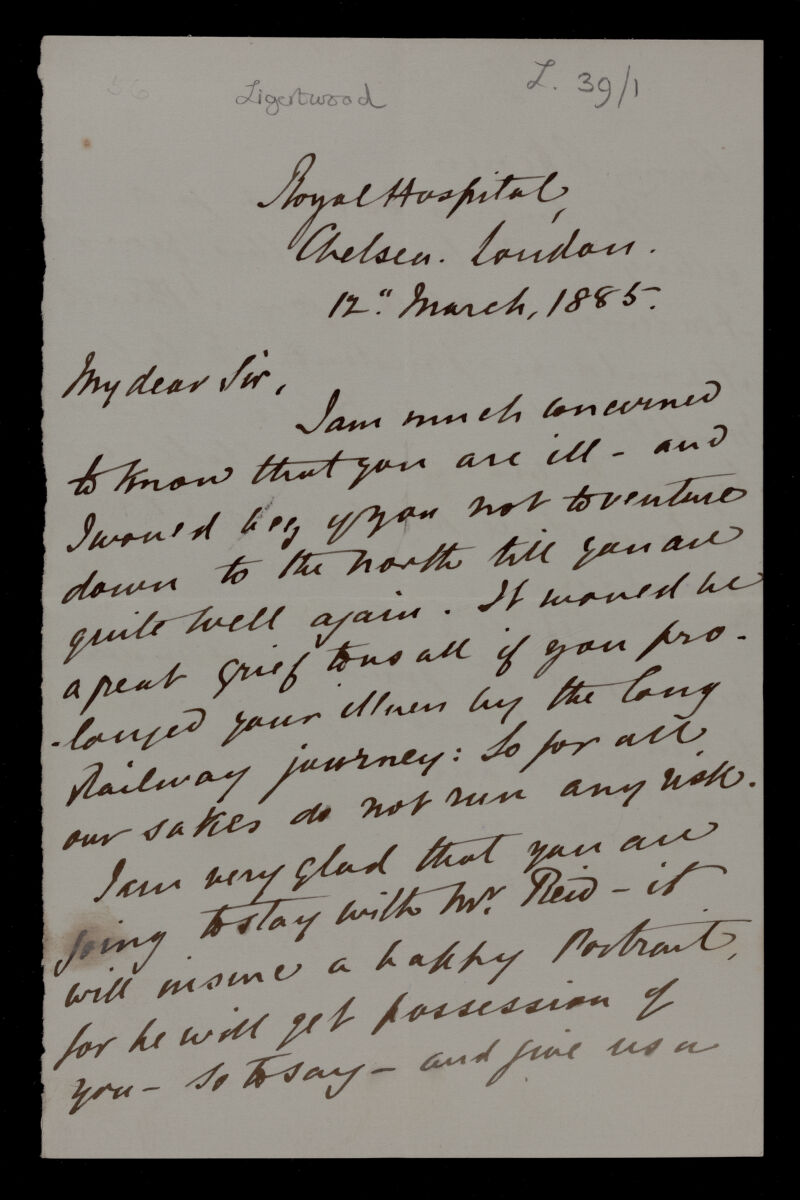 56
Ligertwood
L. 39/1
Royal Hospital,
Chelsea. London.
12". March, 1885.
My dear Sir,
I am much concerned
to know that you are ill - and
I would beg of you not to venture
down to the North till you are
quite well again. It would be
a great grief to us all if you pro-
-longed your illness by the long
Railway journey: So for all
our sakes do not run any risk.
I am very glad that you are
going to stay with Mr. Reid - it
will insure a happy Portrait,
for he will get possession of
you - so to say - and give us a